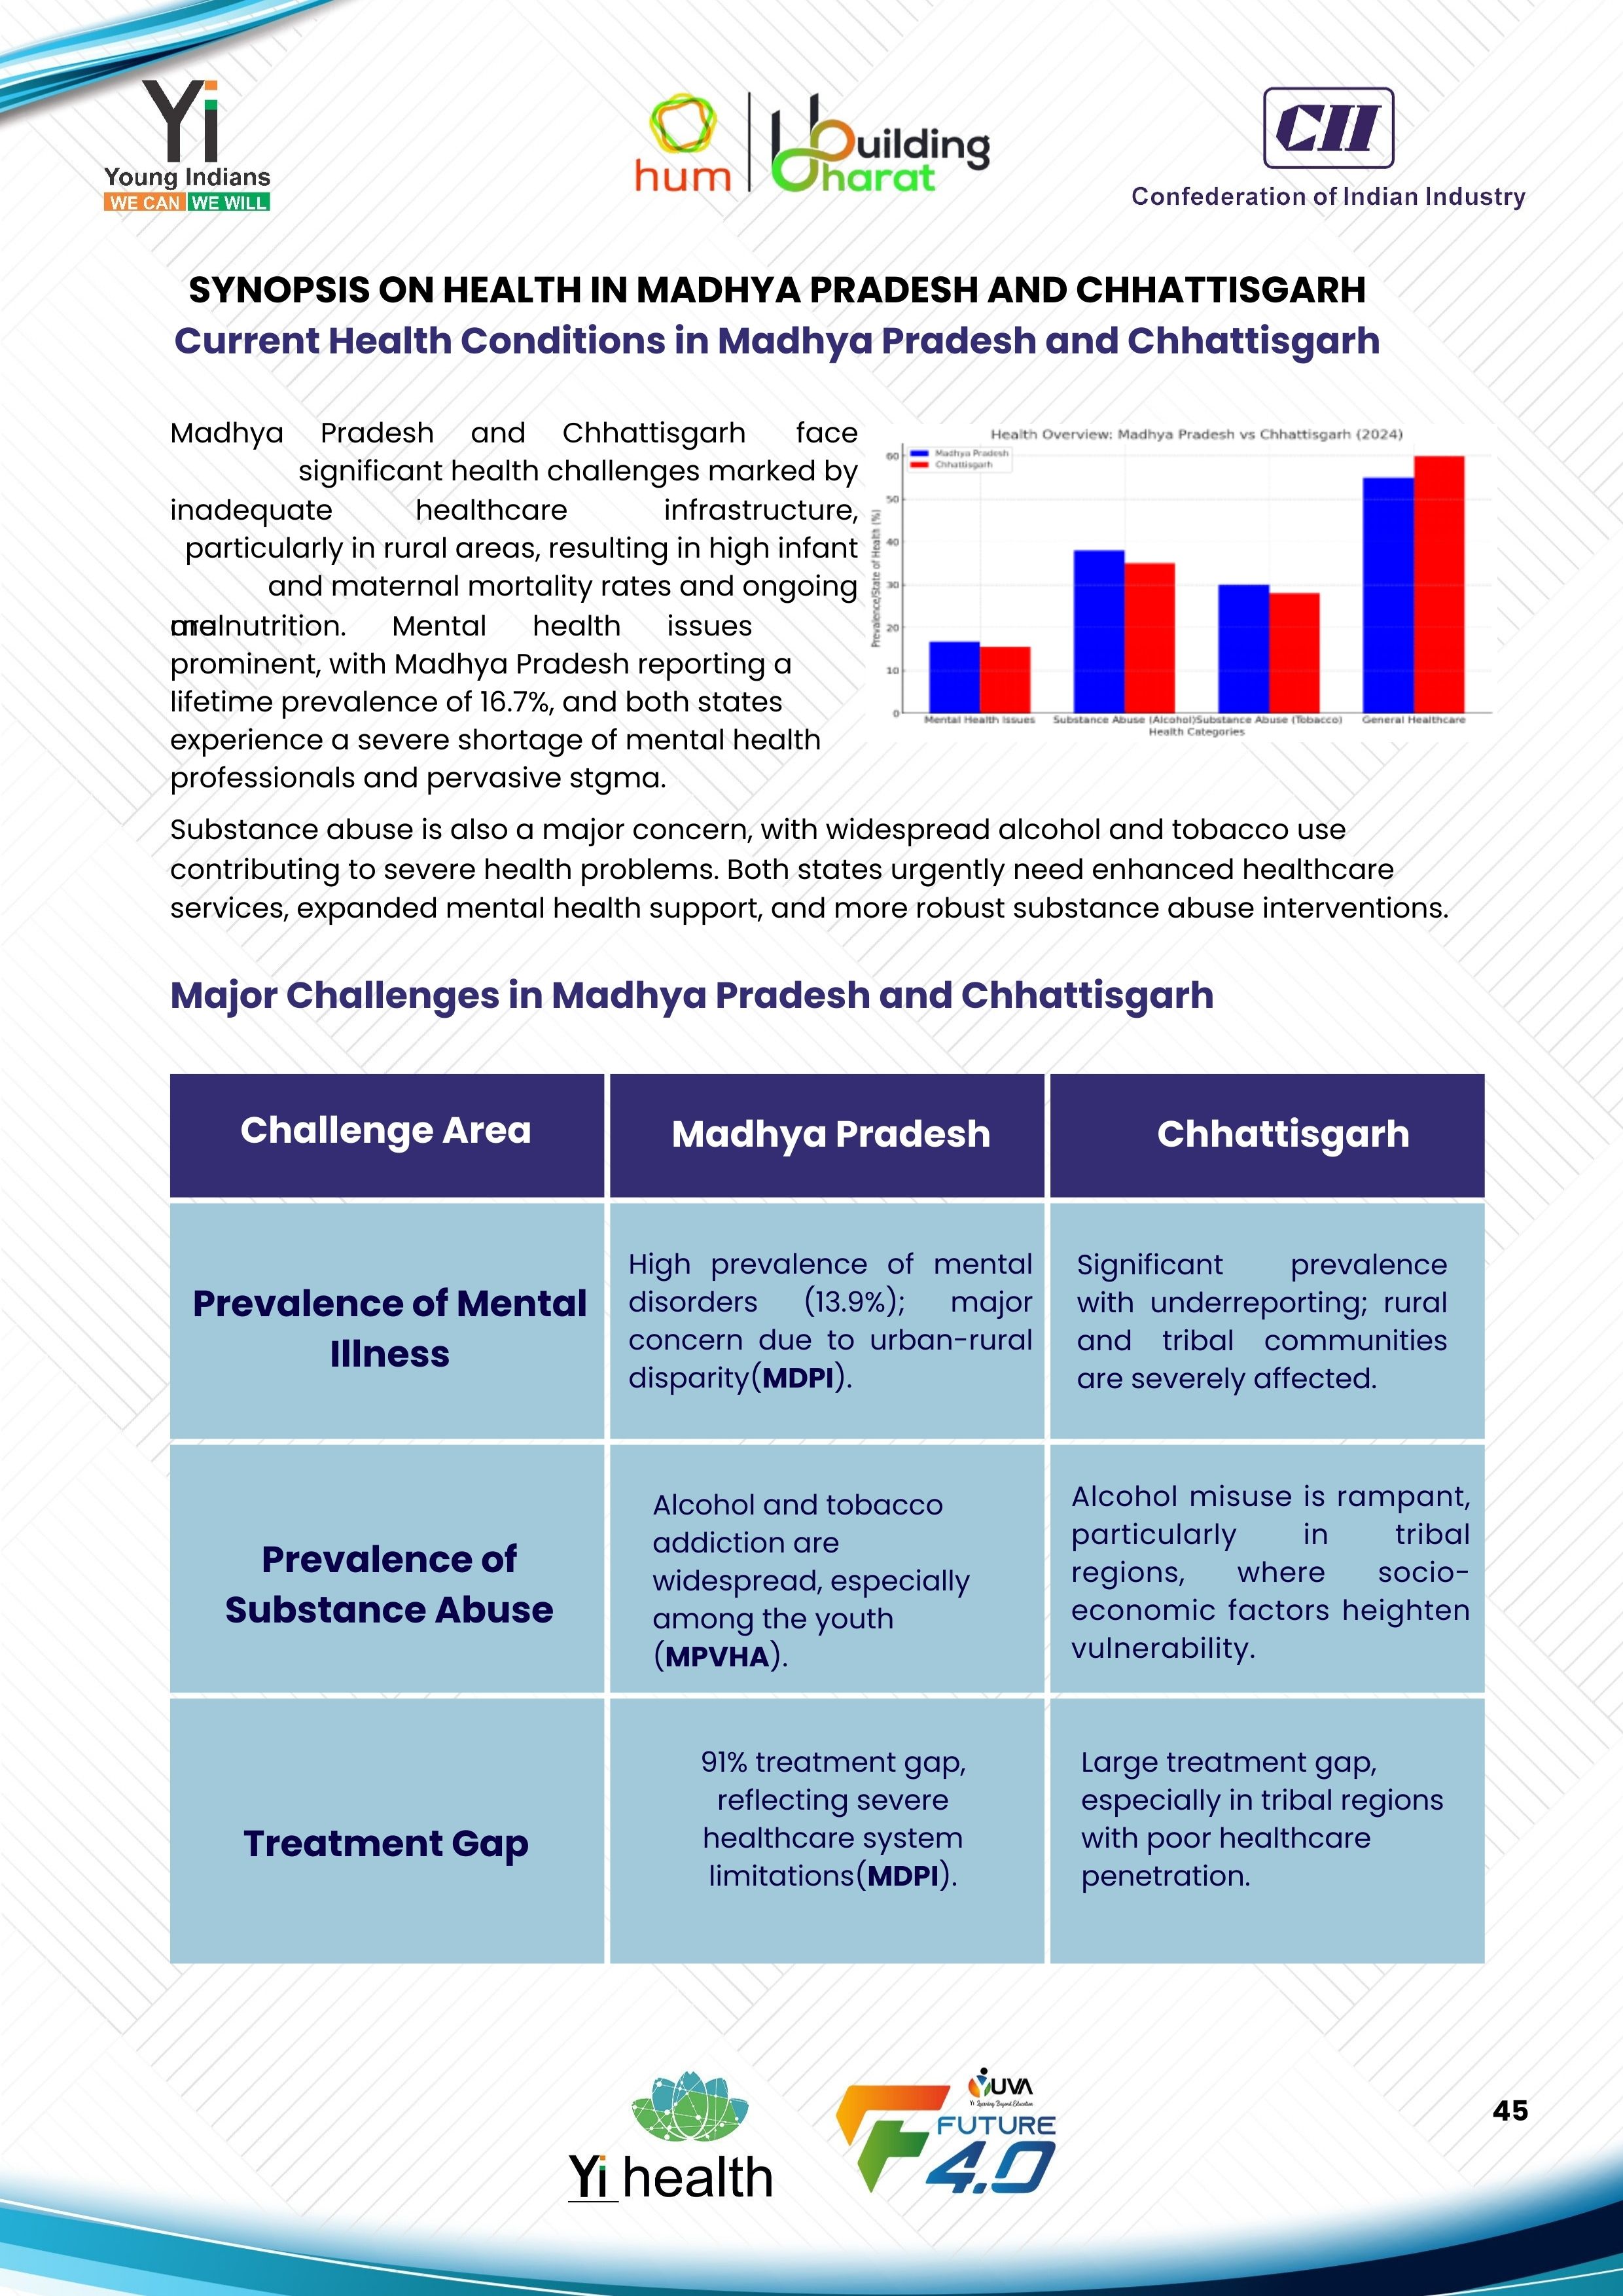 Yi
Young Indians
WE CAN WE WILL
hum
Building
Bharat
CII
Confederation of Indian Industry
SYNOPSIS ON HEALTH IN MADHYA PRADESH AND CHHATTISGARH
Current Health Conditions in Madhya Pradesh and Chhattisgarh
Madhya Pradesh and Chhattisgarh face
significant health challenges marked by
inadequate healthcare infrastructure,
particularly in rural areas, resulting in high infant
and maternal mortality rates and ongoing
malnutrition. Mental health issues are
prominent, with Madhya Pradesh reporting a
lifetime prevalence of 16.7%, and both states
experience a severe shortage of mental health
professionals and pervasive stgma.
Health Overview: Madhya Pradesh vs Chhattisgarh (2024)
Madhya Pradesh
Chhattisgarh
Prevalence/State of Health (%)
60
50
40
30
20
10
0
Mental Health Issues Substance Abuse (Alcohol) Substance Abuse (Tobacco) General Healthcare
Health Categories
Substance abuse is also a major concern, with widespread alcohol and tobacco use
contributing to severe health problems. Both states urgently need enhanced healthcare
services, expanded mental health support, and more robust substance abuse interventions.
Major Challenges in Madhya Pradesh and Chhattisgarh
Challenge Area
Madhya Pradesh
Chhattisgarh
Prevalence of Mental
Illness
High prevalence of mental
disorders (13.9%); major
concern due to urban-rural
disparity(MDPI).
Significant prevalence
with underreporting; rural
and tribal communities
are severely affected.
Prevalence of
Substance Abuse
Alcohol and tobacco
addiction are
widespread, especially
among the youth
(MPVHA).
Alcohol misuse is rampant,
particularly in tribal
regions, where socio-
economic factors heighten
vulnerability.
Treatment Gap
91% treatment gap,
reflecting severe
healthcare system
limitations(MDPI).
Large treatment gap,
especially in tribal regions
with poor healthcare
penetration.
Yi health
YUVA
Yi Learning Beyond Education
FUTURE
4.0
45